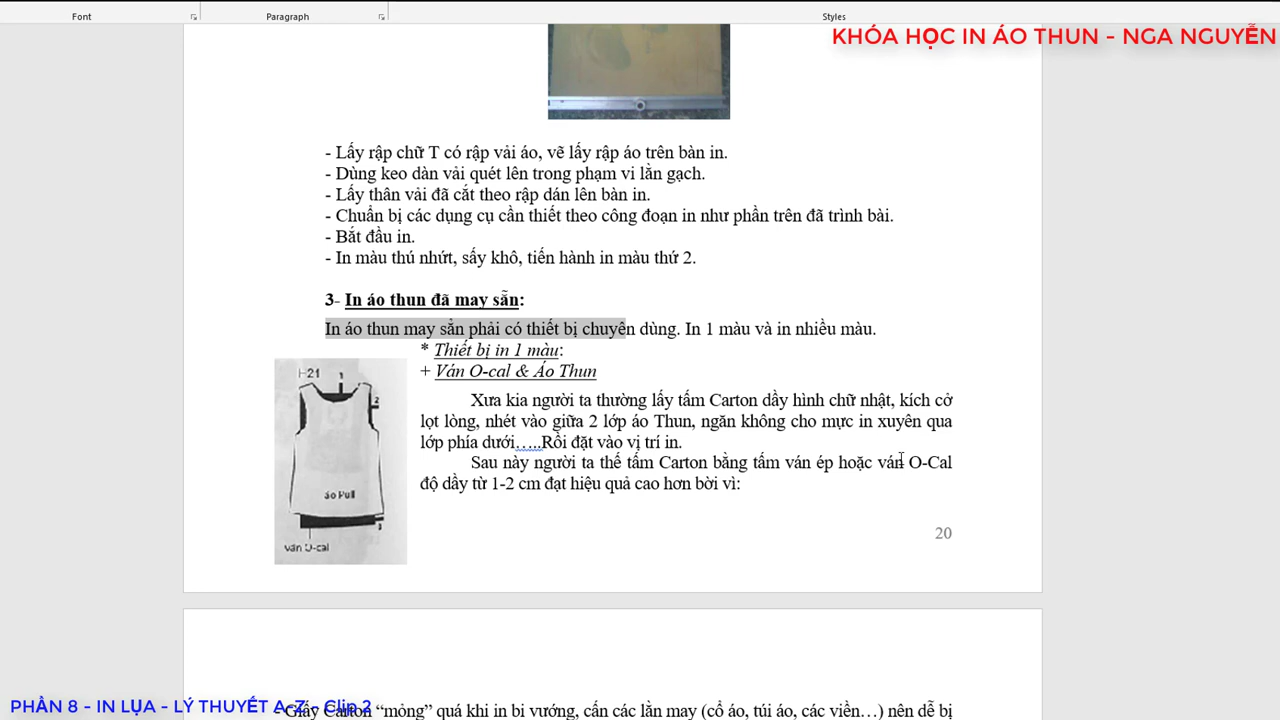 Font
Paragraph
Styles
KHÓA HỌC IN ÁO THUN - NGA NGUYỄN
- Lấy rập chữ T có rập vải áo, vẽ lấy rập áo trên bàn in.
- Dùng keo dàn vải quét lên trong phạm vi lằn gạch.
- Lấy thân vải đã cắt theo rập dán lên bàn in.
- Chuẩn bị các dụng cụ cần thiết theo công đoạn in như phần trên đã trình bài.
- Bắt đầu in.
- In màu thú nhứt, sấy khô, tiến hành in màu thứ 2.
3- In áo thun đã may sẵn:
In áo thun may sẳn phải có thiết bị chuyên dùng. In 1 màu và in nhiều màu.
* Thiết bị in 1 màu:
+ Ván O-cal & Áo Thun
H21
1
2
áo Pull
3
ván O-cal
Xưa kia người ta thường lấy tấm Carton dầy hình chữ nhật, kích cở
lọt lòng, nhét vào giữa 2 lớp áo Thun, ngăn không cho mực in xuyên qua
lớp phía dưới…..Rồi đặt vào vị trí in.
Sau này người ta thế tấm Carton bằng tấm ván ép hoặc ván O-Cal
độ dầy từ 1-2 cm đạt hiệu quả cao hơn bời vì:
20
- Giấy Carton “mỏng” quá khi in bị vướng, cấn các lằn may (cổ áo, túi áo, các viền…) nên dễ bị
PHẦN 8 - IN LỤA - LÝ THUYẾT A-Z - Clip 2